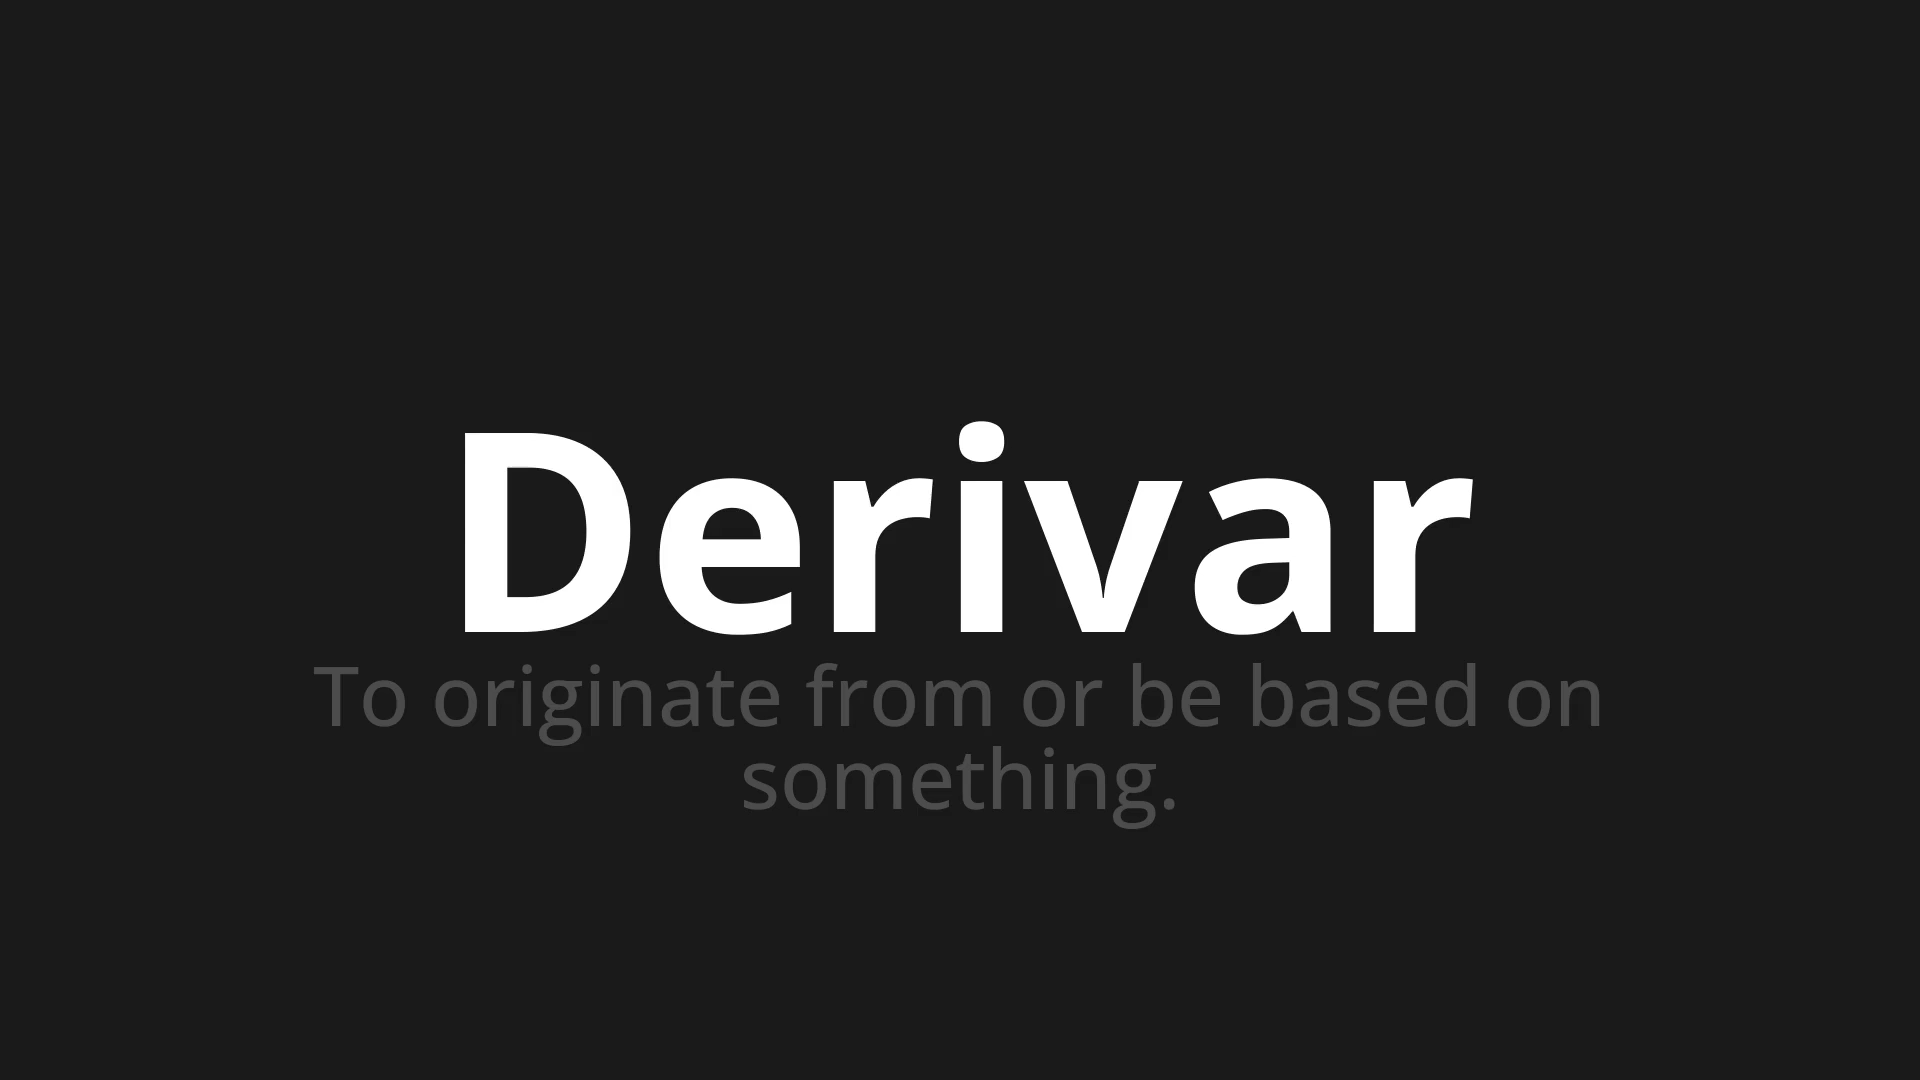 Derivar
To originate from or be based on
something.